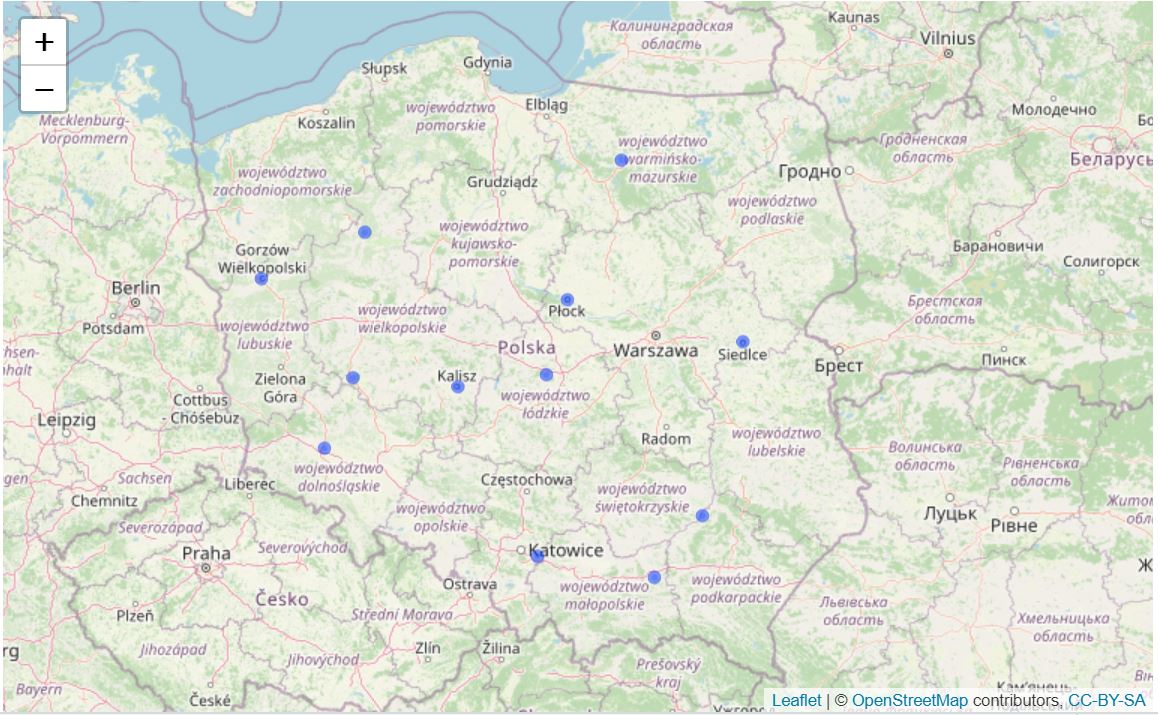 +
−
Kaunas
Калининградская
область
Vilnius
Słupsk
Gdynia
Elbląg
Koszalin
województwo
pomorskie
Молодечно
Mecklenburg-
Vorpommern
województwo
warmińsko-
mazurskie
Гродненская
область
Беларусь
Гродно
województwo
zachodniopomorskie
Grudziądz
województwo
podlaskie
województwo
kujawsko-
pomorskie
Барановичи
Солигорск
Gorzów
Wielkopolski
Berlin
Potsdam
Płock
Брестская
область
województwo
wielkopolskie
województwo
lubuskie
Polska
Warszawa
Siedlce
Брест
Пинск
Zielona
Góra
Kalisz
województwo
łódzkie
Cottbus
- Chóśebuz
Leipzig
Radom
województwo
lubelskie
Волинська
область
Рівненська
область
województwo
dolnośląskie
Sachsen
Chemnitz
Liberec
Częstochowa
województwo
opolskie
województwo
świętokrzyskie
Луцьк
Рівне
Severozápad
Severovýchod
Praha
Katowice
Ostrava
województwo
małopolskie
województwo
podkarpackie
Česko
Plzeň
Střední Morava
Львівська
область
Хмельницька
область
Jihozápad
Jihovýchod
Zlín
Žilina
Prešovský
kraj
Bayern
České
Leaflet | © OpenStreetMap contributors, CC-BY-SA